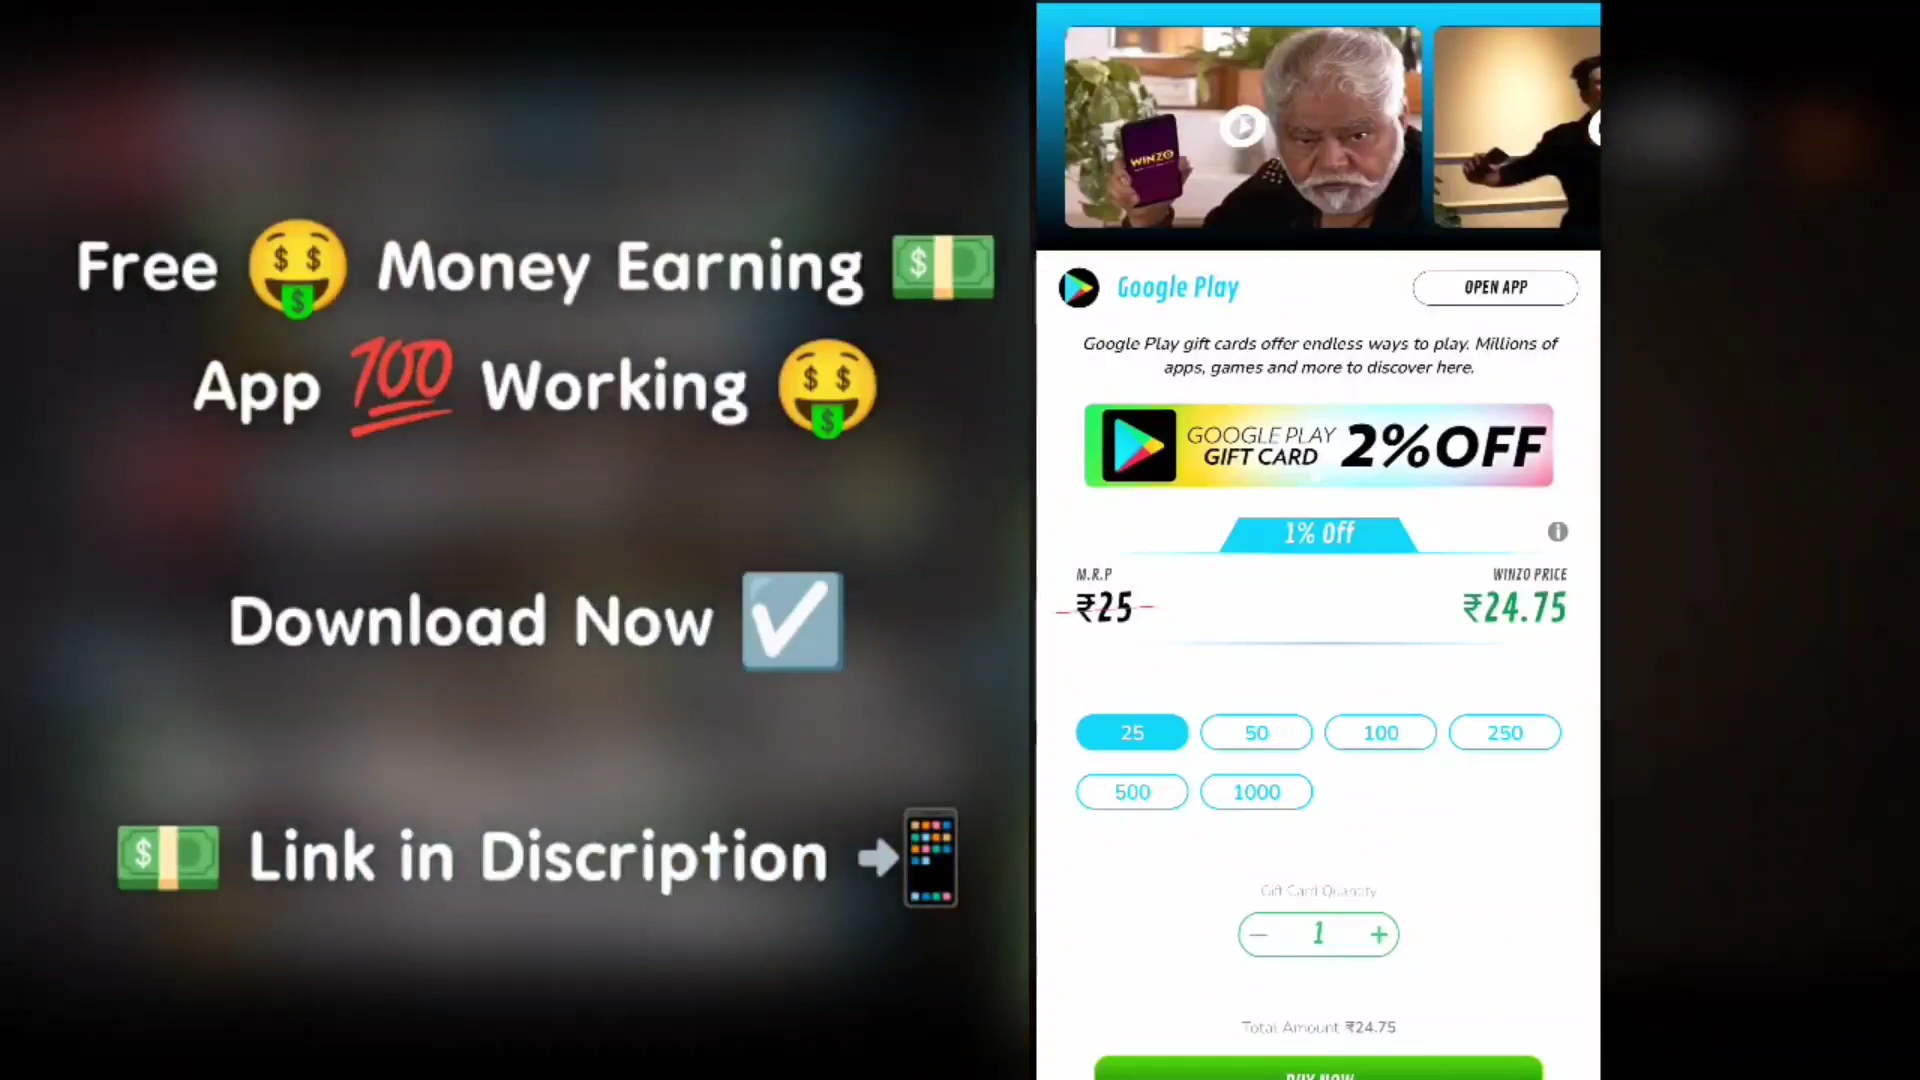 Free 🤑 Money Earning 💵
App 💯 Working 🤑
Download Now ☑️
💵 Link in Discription 📲
WINZO
Google Play
OPEN APP
Google Play gift cards offer endless ways to play. Millions of
apps, games and more to discover here.
GOOGLE PLAY
GIFT CARD
2%OFF
1% Off
M.R.P
WINZO PRICE
₹25
₹24.75
25
50
100
250
500
1000
Gift Card Quantity
1
Total Amount ₹24.75
BUY NOW